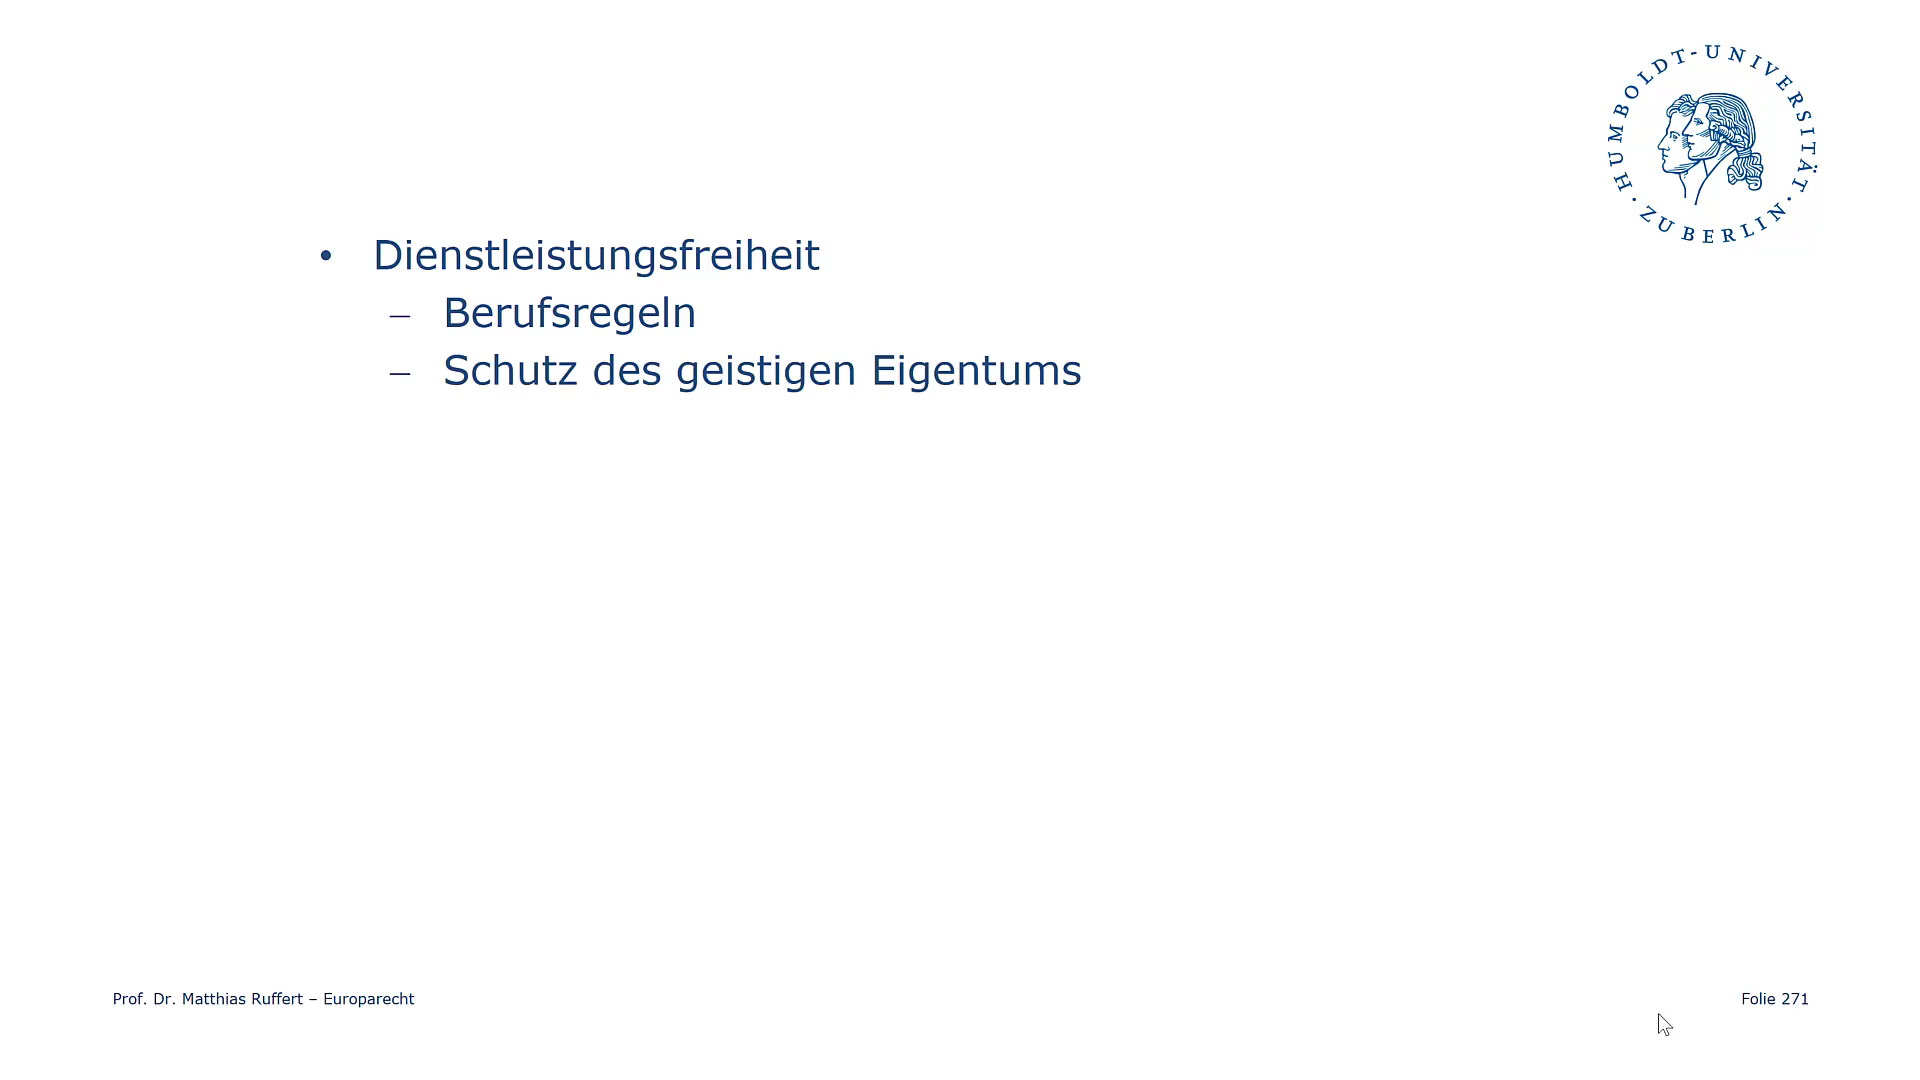 HUMBOLDT-UNIVERSITÄT · ZU BERLIN ·
• Dienstleistungsfreiheit
– Berufsregeln
– Schutz des geistigen Eigentums
Prof. Dr. Matthias Ruffert – Europarecht
Folie 271